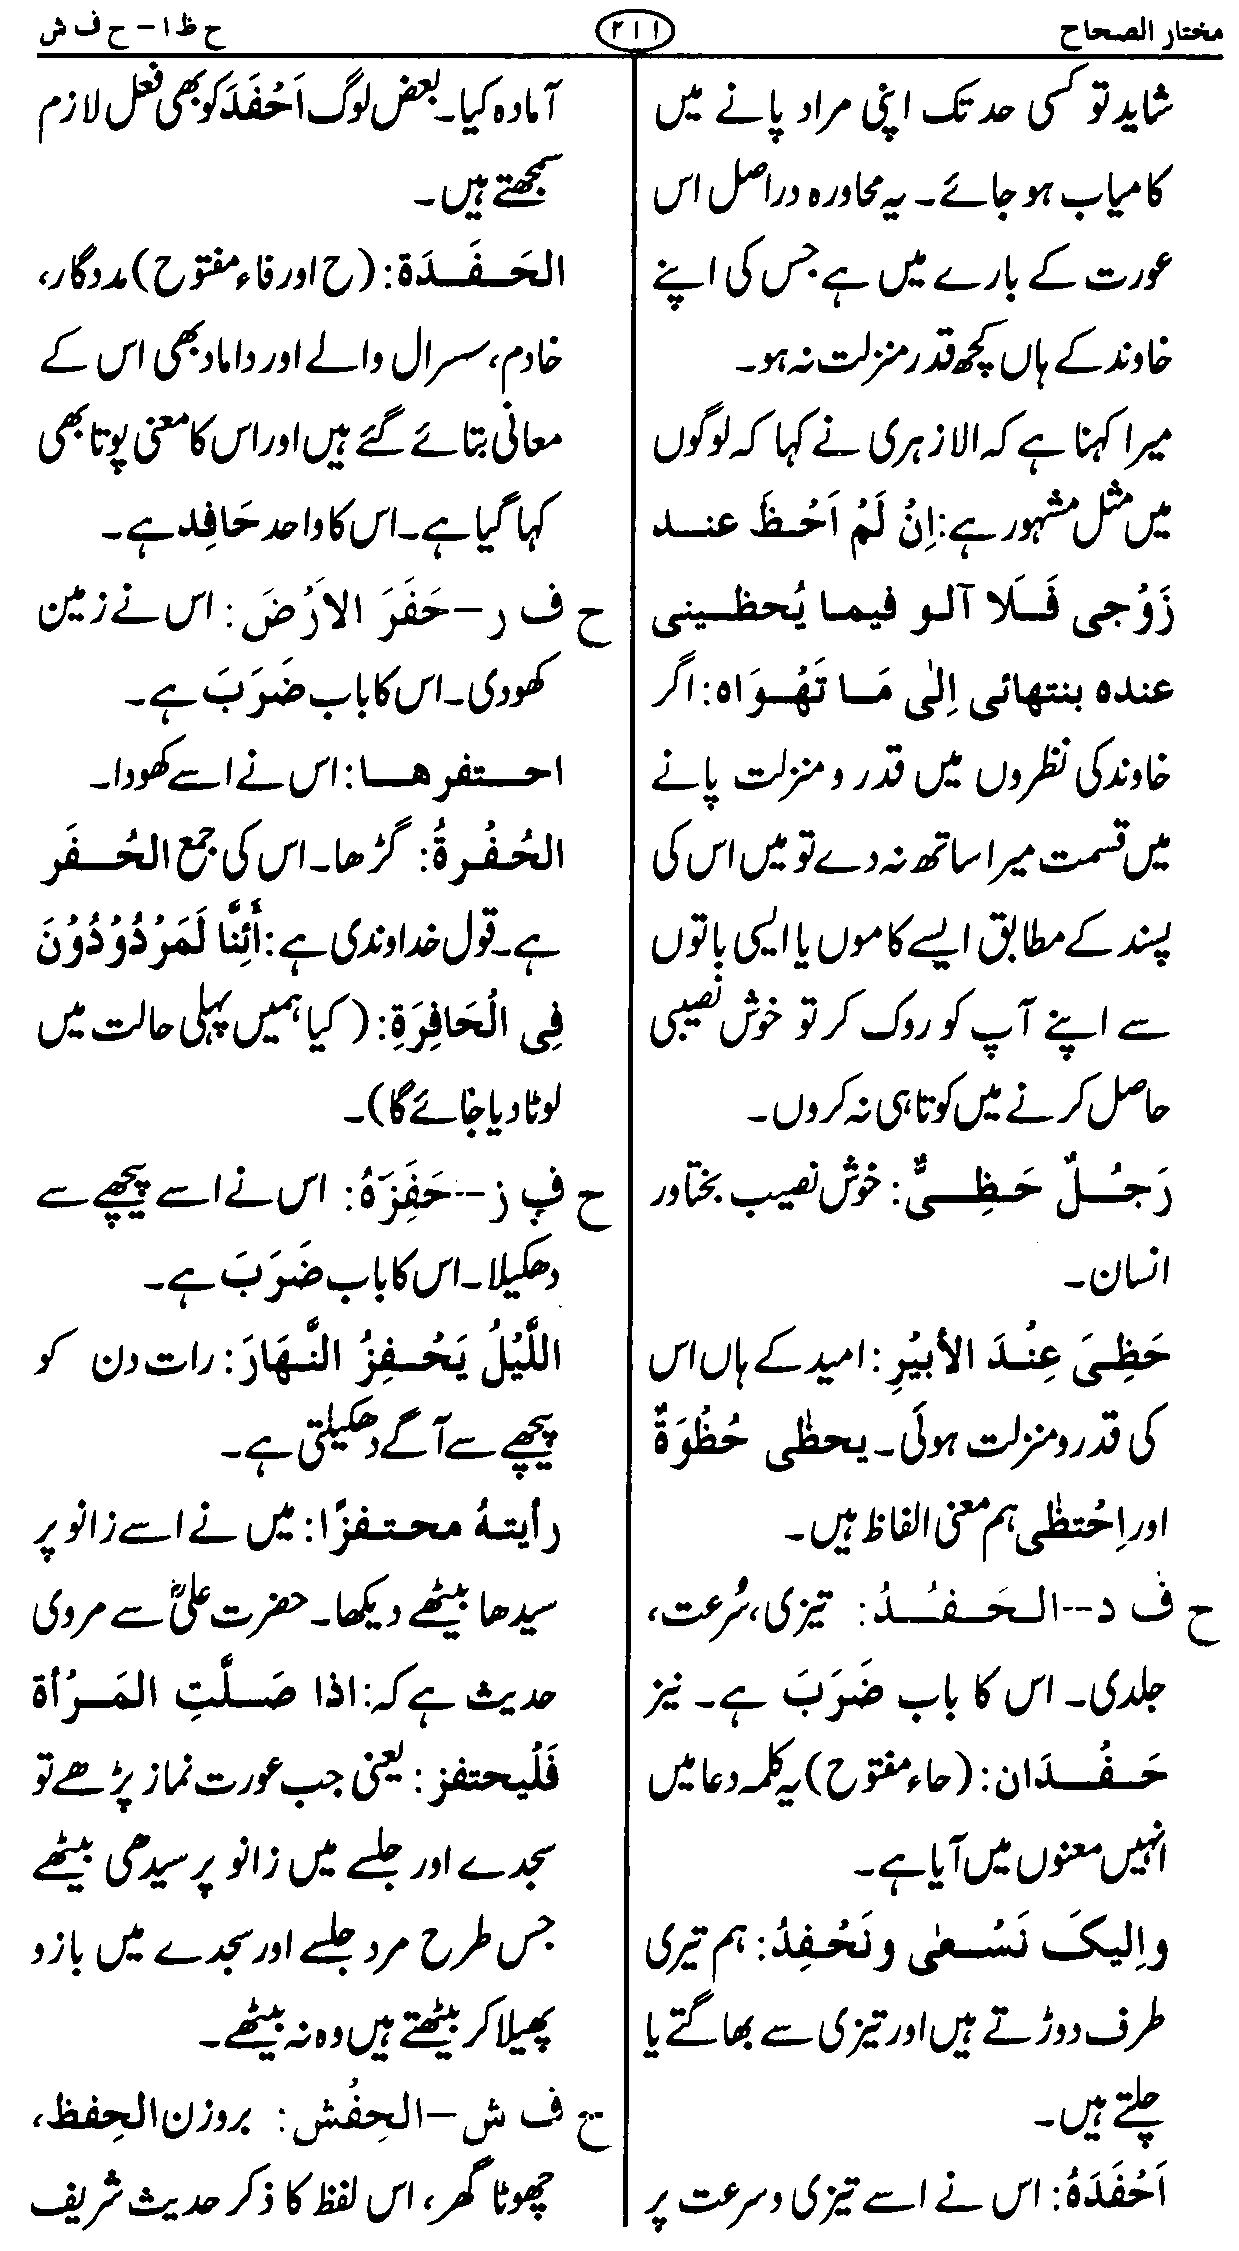 مختار الصحاح
۲۱۱
ح ظ ا – ح ف ش
شاید تو کسی حد تک اپنی مراد پانے میں
کامیاب ہو جائے۔ یہ محاورہ دراصل اس
عورت کے بارے میں ہے جس کی اپنے
خاوند کے ہاں کچھ قدر منزلت نہ ہو۔
میرا کہنا ہے کہ الازہری نے کہا کہ لوگوں
میں مثل مشہور ہے: اِنْ لَمْ اَحْظَ عند
زَوْجی فَلَا آلو فیما یُحظینی
عندہ بنتھائی اِلٰی مَا تَھْوَاہ: اگر
خاوند کی نظروں میں قدر و منزلت پانے
میں قسمت میرا ساتھ نہ دے تو میں اس کی
پسند کے مطابق ایسے کاموں یا ایسی باتوں
سے اپنے آپ کو روک کر تو خوش نصیبی
حاصل کرنے میں کوتاہی نہ کروں۔
رَجُلٌ حَظِیٌّ: خوش نصیب بختاور
انسان۔
حَظِیَ عِنْدَ الأَبِیْرِ: امید کے ہاں اس
کی قدر و منزلت ہوئی۔ یحظٰی حُظْوَۃٌ
اور اِحْتظٰی ہم معنی الفاظ ہیں۔
ح ف د -- الحَفْدُ: تیزی، سُرعت،
جلدی۔ اس کا باب ضَرَبَ ہے۔ نیز
حَفْدَان: (حاء مفتوح) یہ کلمہ دعا میں
انہیں معنوں میں آیا ہے۔
واِلیکَ نَسْعٰی ونَحْفِدُ: ہم تیری
طرف دوڑتے ہیں اور تیزی سے بھاگتے یا
چلتے ہیں۔
اَحْفَدَہُ: اس نے اسے تیزی و سرعت پر
آمادہ کیا۔ بعض لوگ اَحْفَدَ کو بھی فعل لازم
سمجھتے ہیں۔
الحَفَدَۃ: (ح اور فاء مفتوح) مددگار،
خادم، سسرال والے اور داماد بھی اس کے
معانی بتائے گئے ہیں اور اس کا معنی پوتا بھی
کہا گیا ہے۔ اس کا واحد حَافِد ہے۔
ح ف ر – حَفَرَ الارْضَ: اس نے زمین
کھودی۔ اس کا باب ضَرَبَ ہے۔
احتفرھا: اس نے اسے کھودا۔
الحُفْرۃُ: گڑھا۔ اس کی جمع الحُفَر
ہے۔ قول خداوندی ہے: أَئِنَّا لَمَرْدُوْدُوْنَ
فِی الْحَافِرَۃِ: (کیا ہمیں پہلی حالت میں
لوٹا دیا جائے گا)۔
ح ف ز – حَفِزَہُ: اس نے اسے پیچھے سے
دھکیلا۔ اس کا باب ضَرَبَ ہے۔
اللَّیْلُ یَحْفِزُ النَّھَارَ: رات دن کو
پیچھے سے آگے دھکیلتی ہے۔
رأیتہُ محتفزًا: میں نے اسے زانو پر
سیدھا بیٹھے دیکھا۔ حضرت علیؓ سے مروی
حدیث ہے کہ: اذا صَلَّتِ المَرْأۃ
فَلْیحتفز: یعنی جب عورت نماز پڑھے تو
سجدے اور جلسے میں زانو پر سیدھی بیٹھے
جس طرح مرد جلسے اور سجدے میں بازو
پھیلا کر بیٹھتے ہیں وہ نہ بیٹھے۔
ح ف ش – الحِفْش: بروزن الحِفظ،
چھوٹا گھر، اس لفظ کا ذکر حدیث شریف